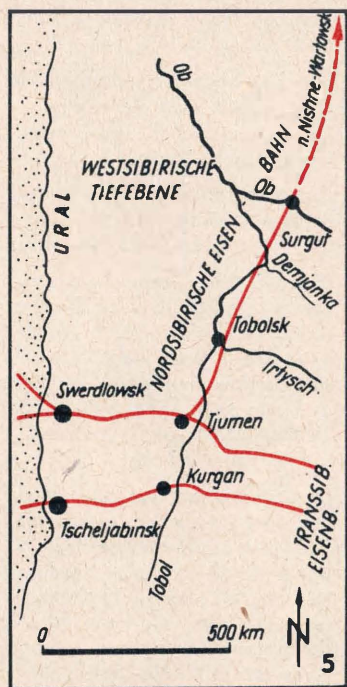 Ob
n. Nishne-Wartowsk
WESTSIBIRISCHE
TIEFEBENE
BAHN
Ob
URAL
Surgut
Demjanka
NORDSIBIRISCHE EISEN
Tobolsk
Irtysch
Swerdlowsk
Tjumen
Kurgan
Tscheljabinsk
Tobol
TRANSSIB.
EISENB.
0 500 km
N
5